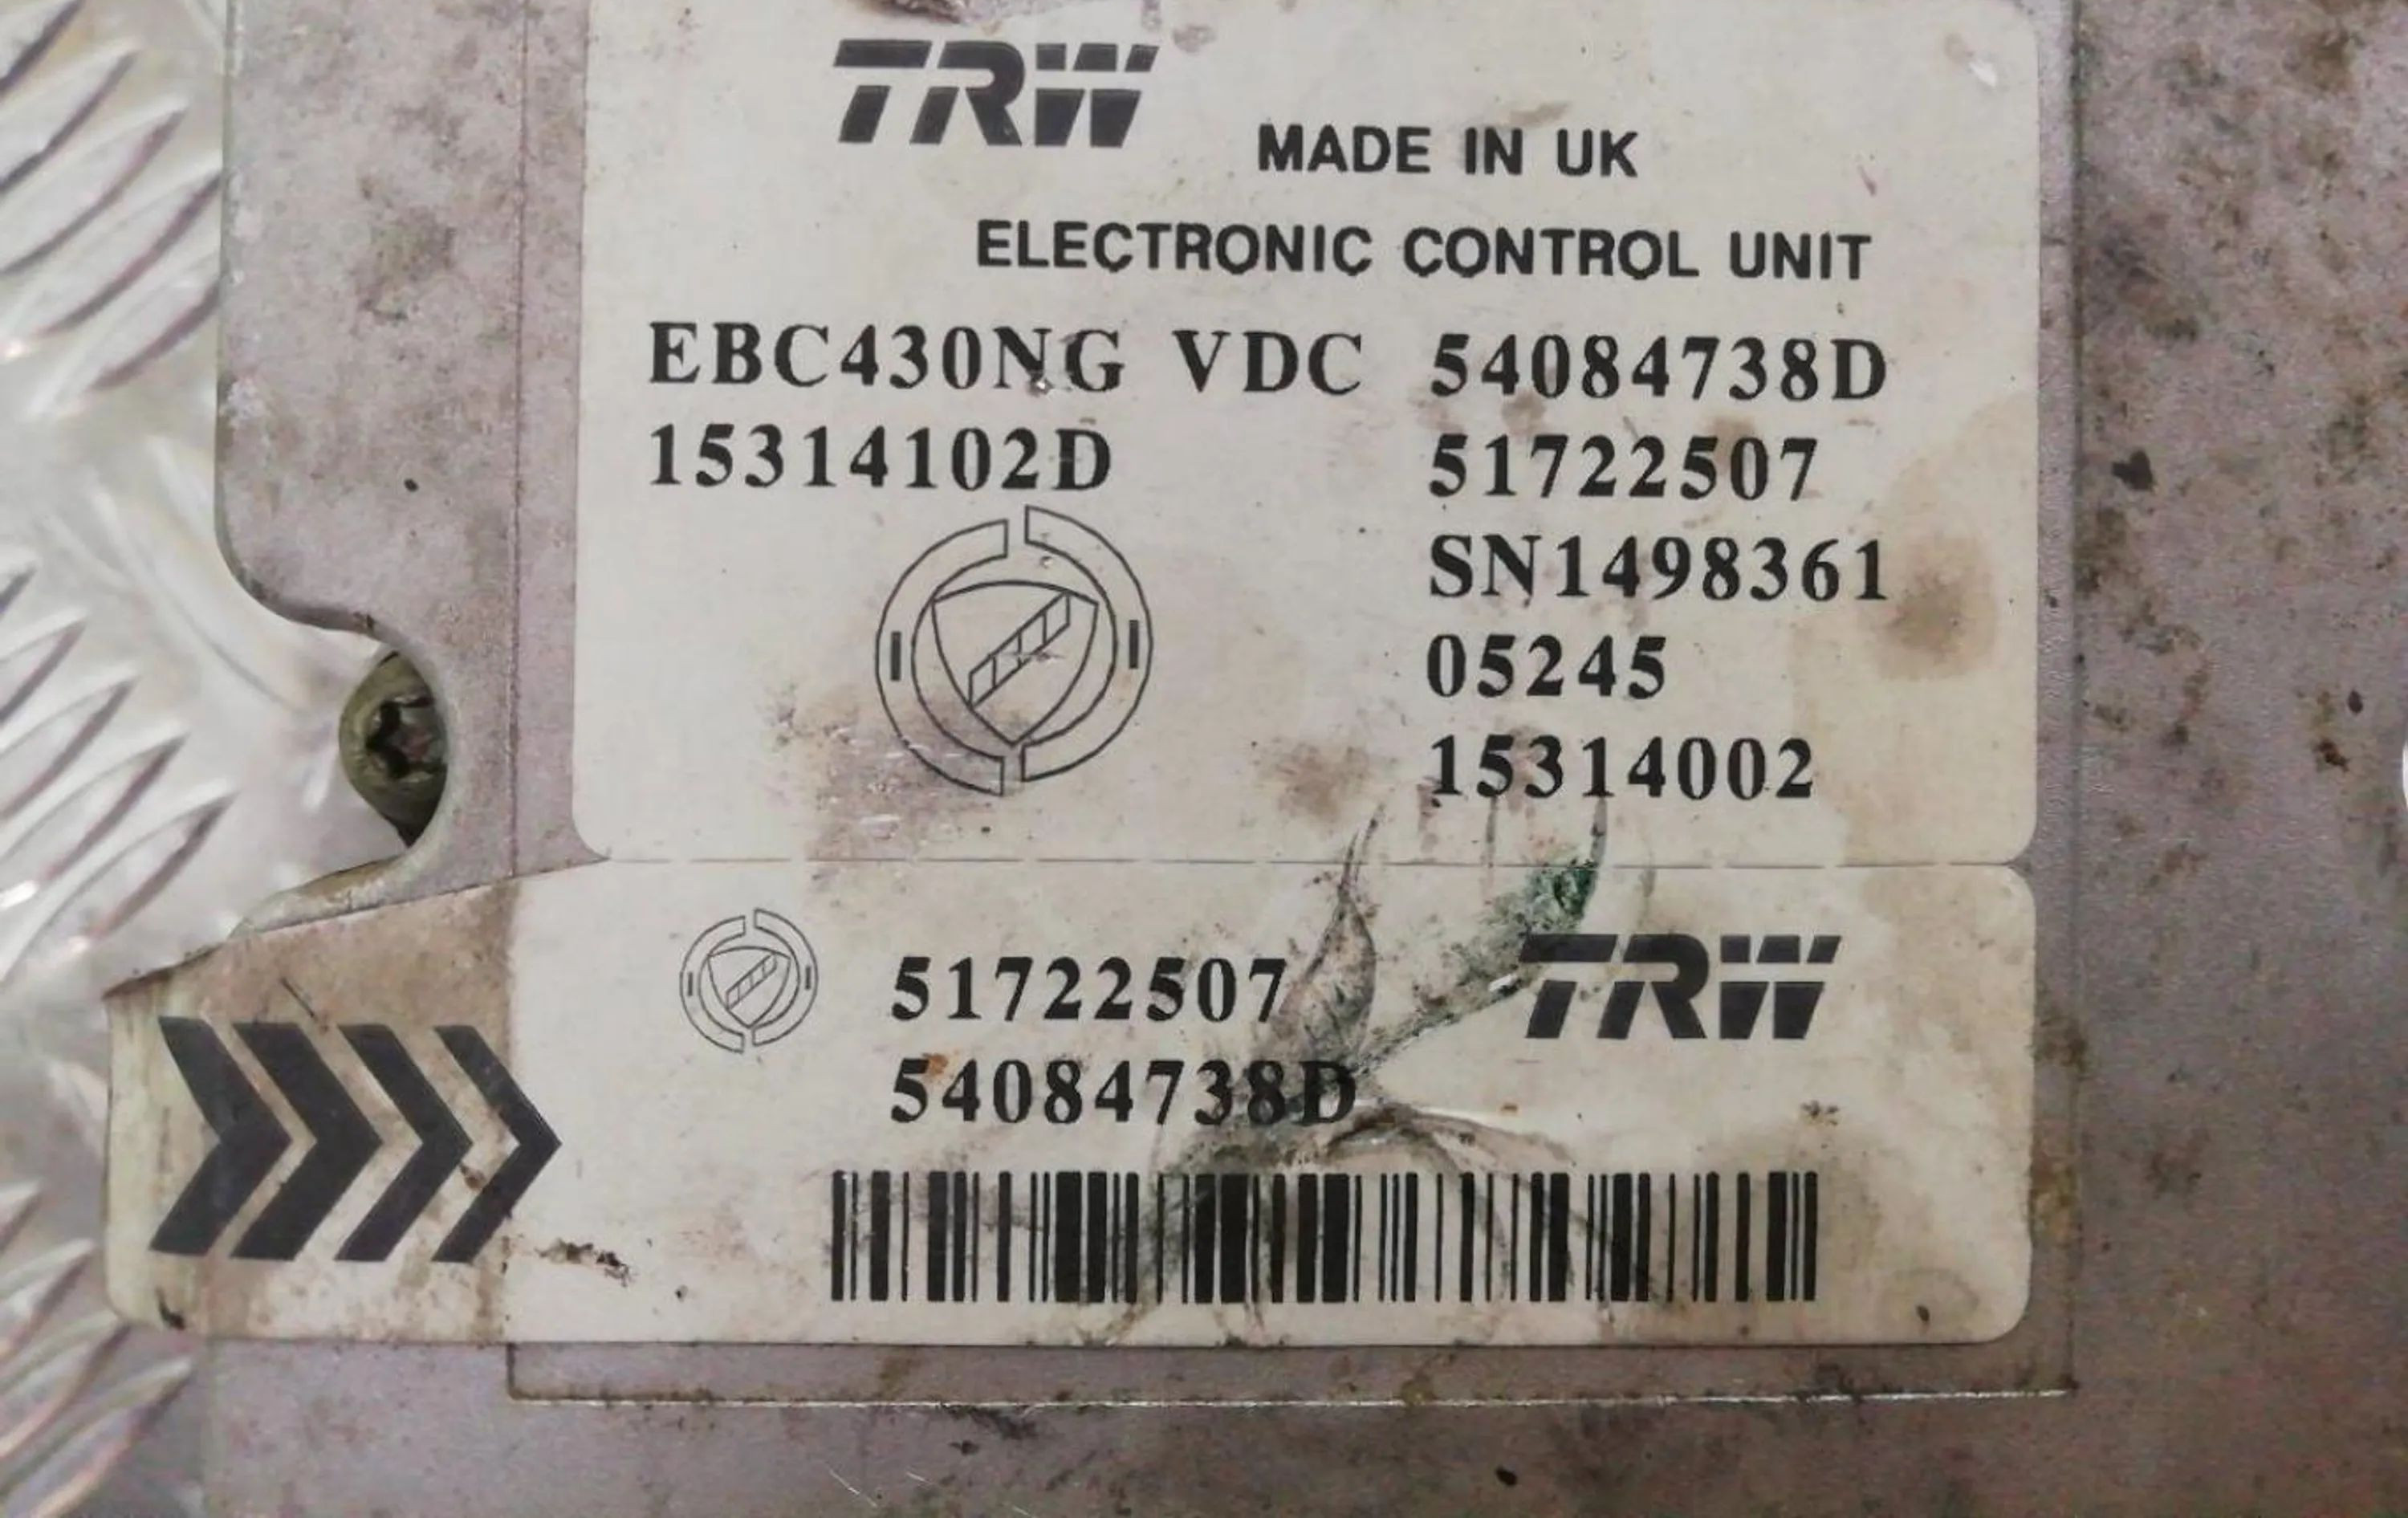 TRW
MADE IN UK
ELECTRONIC CONTROL UNIT
EBC430NG VDC 54084738D
15314102D 51722507
SN1498361
05245
15314002
51722507 TRW
54084738D